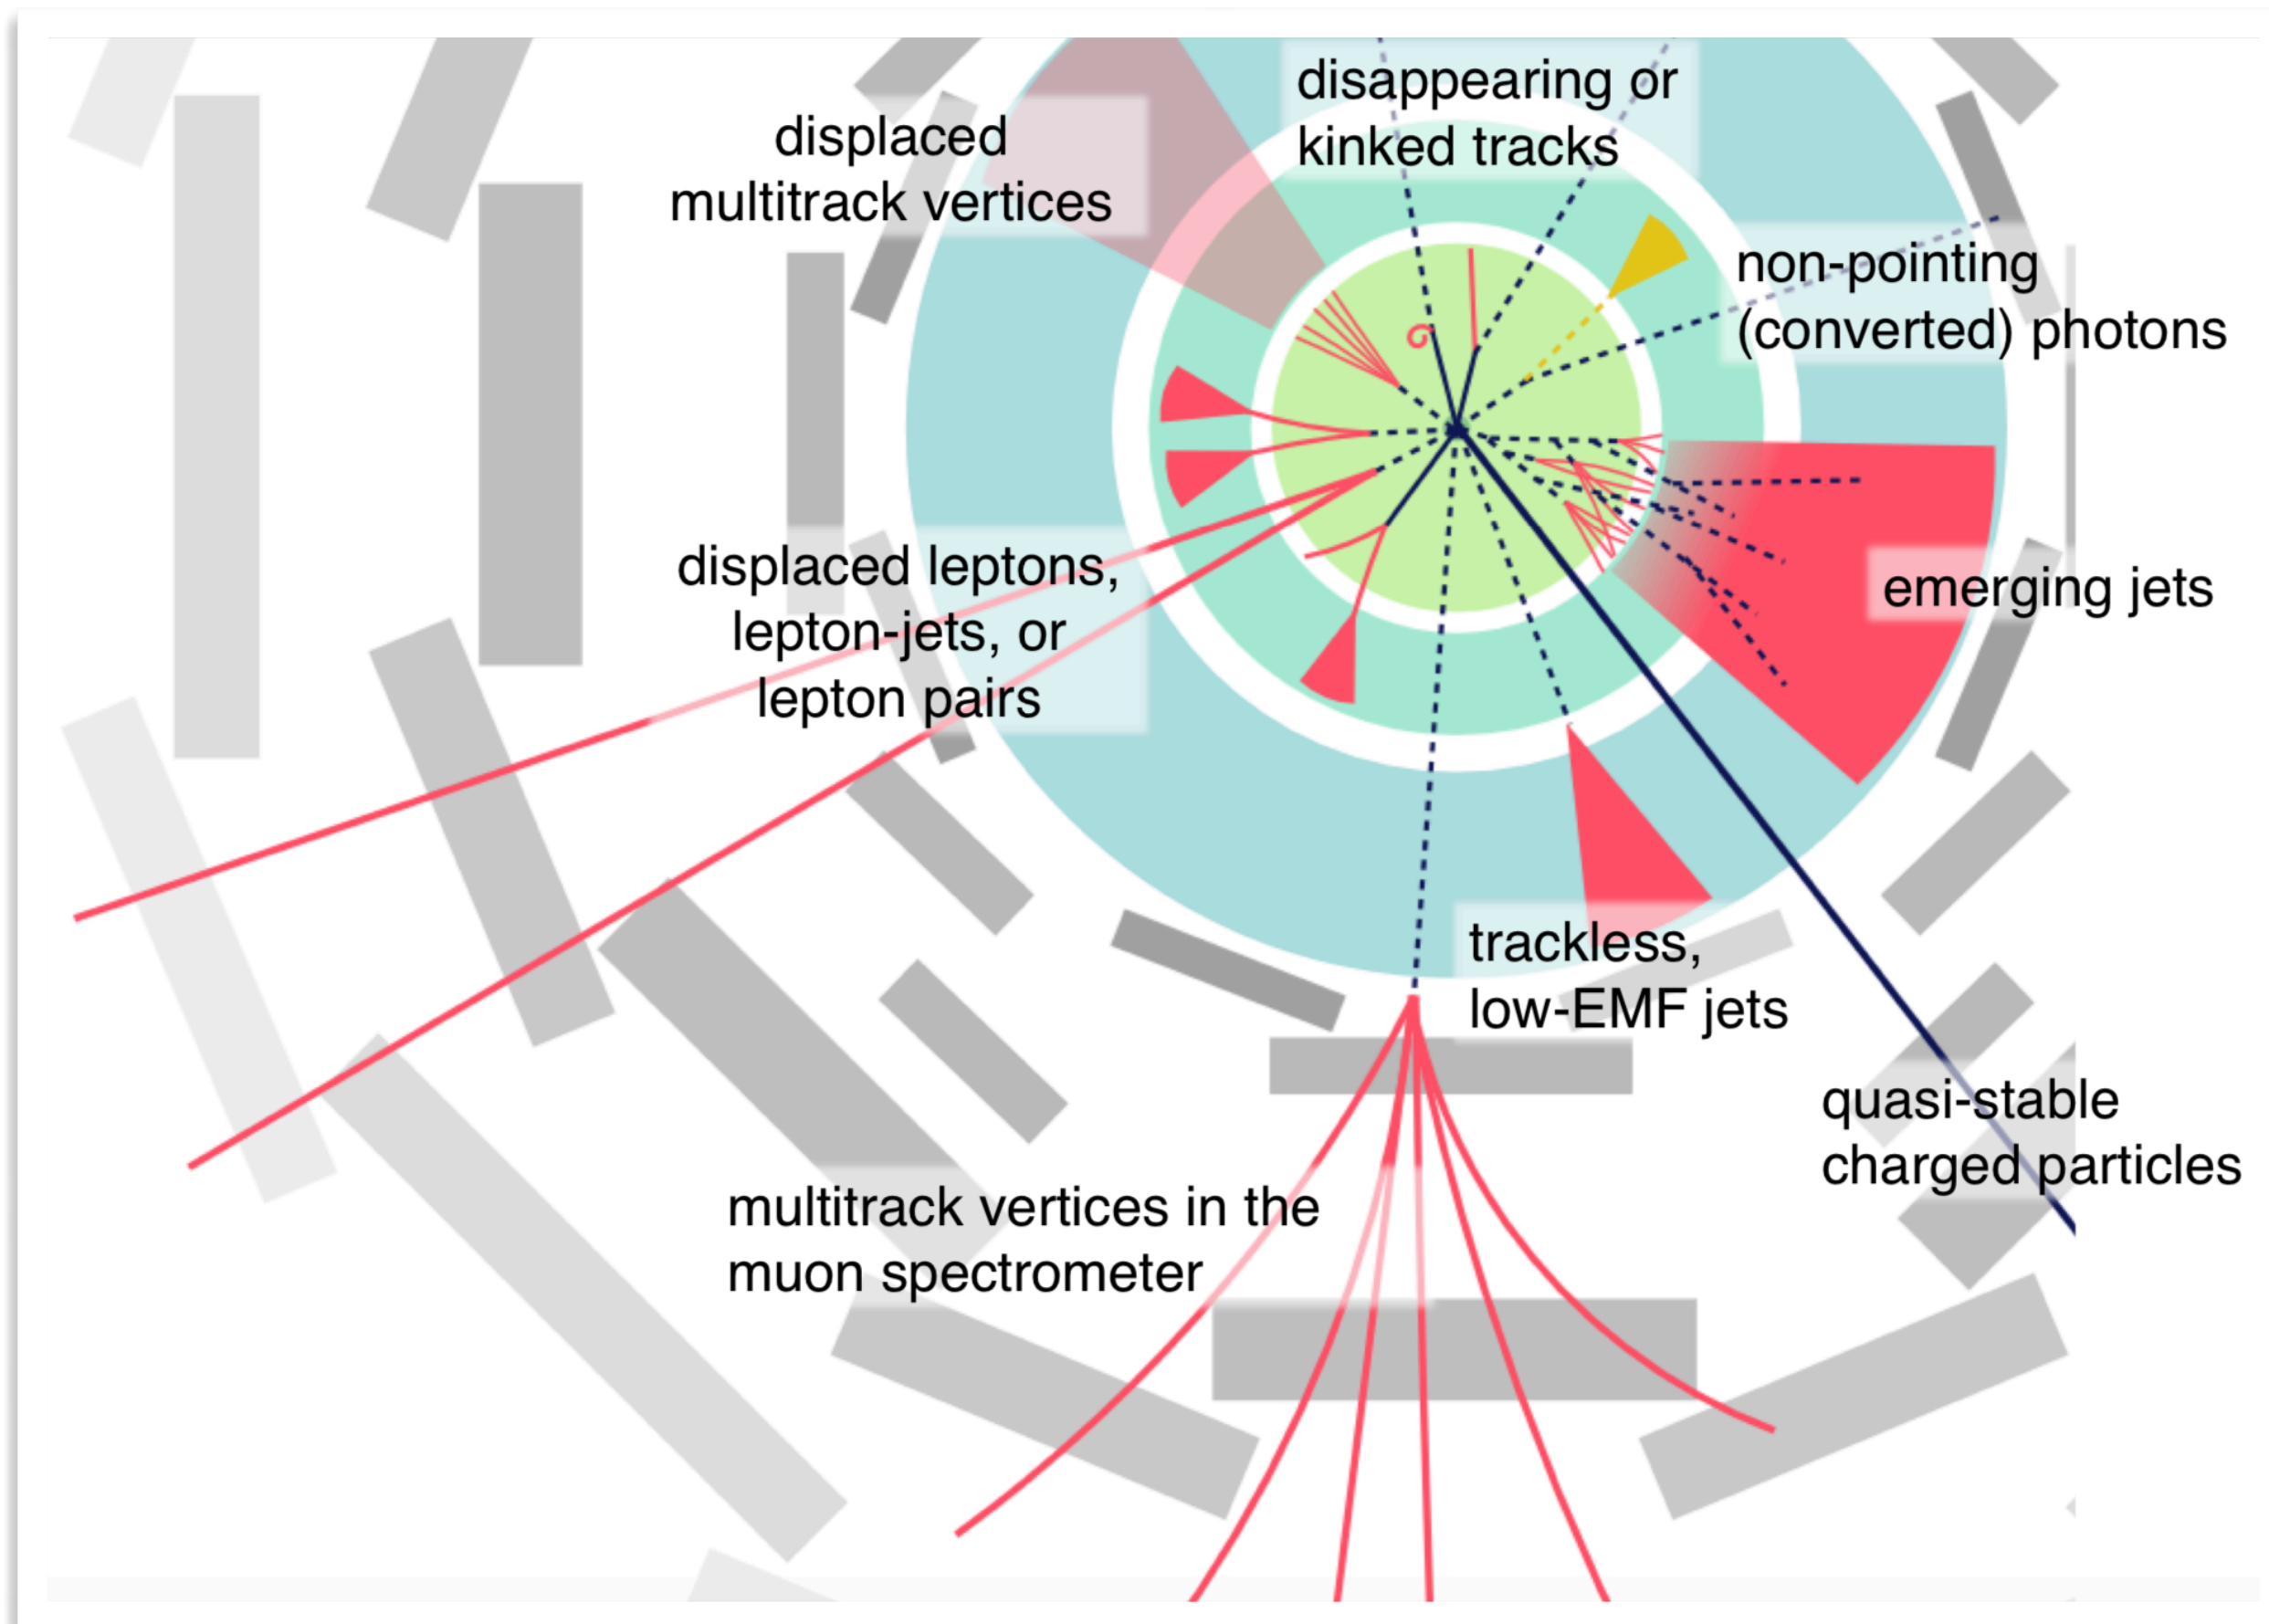 disappearing or
kinked tracks
displaced
multitrack vertices
non-pointing
(converted) photons
displaced leptons,
lepton-jets, or
lepton pairs
emerging jets
trackless,
low-EMF jets
quasi-stable
charged particles
multitrack vertices in the
muon spectrometer